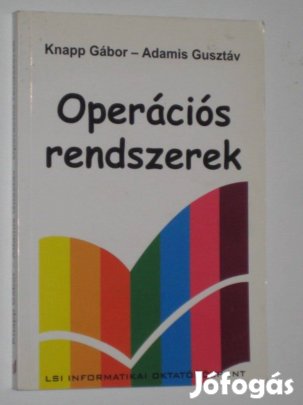 Knapp Gábor – Adamis Gusztáv
Operációs
rendszerek
LSI INFORMATIKAI OKTATÓ
Jófogás